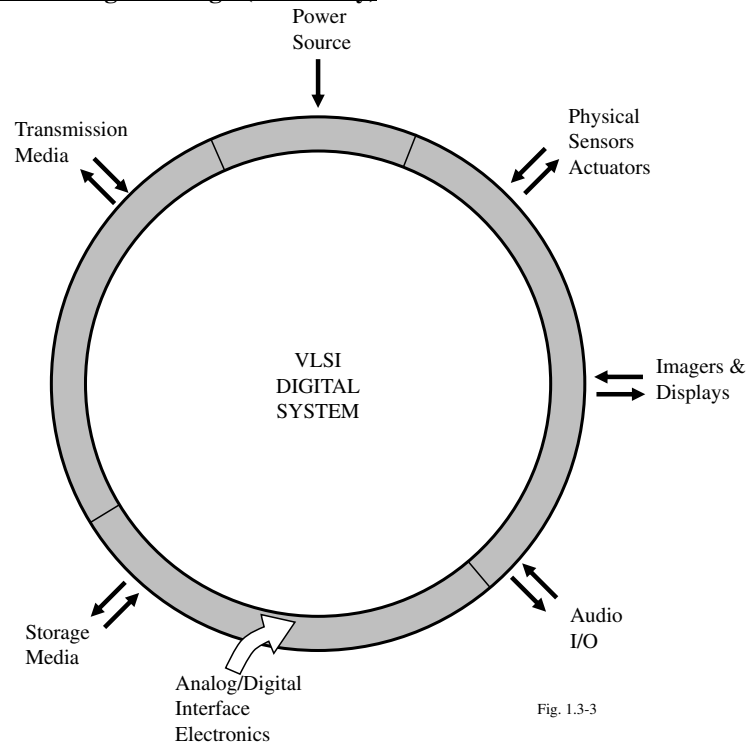 Power
Source
Transmission
Media
Physical
Sensors
Actuators
VLSI
DIGITAL
SYSTEM
Imagers &
Displays
Storage
Media
Audio
I/O
Analog/Digital
Interface
Electronics
Fig. 1.3-3